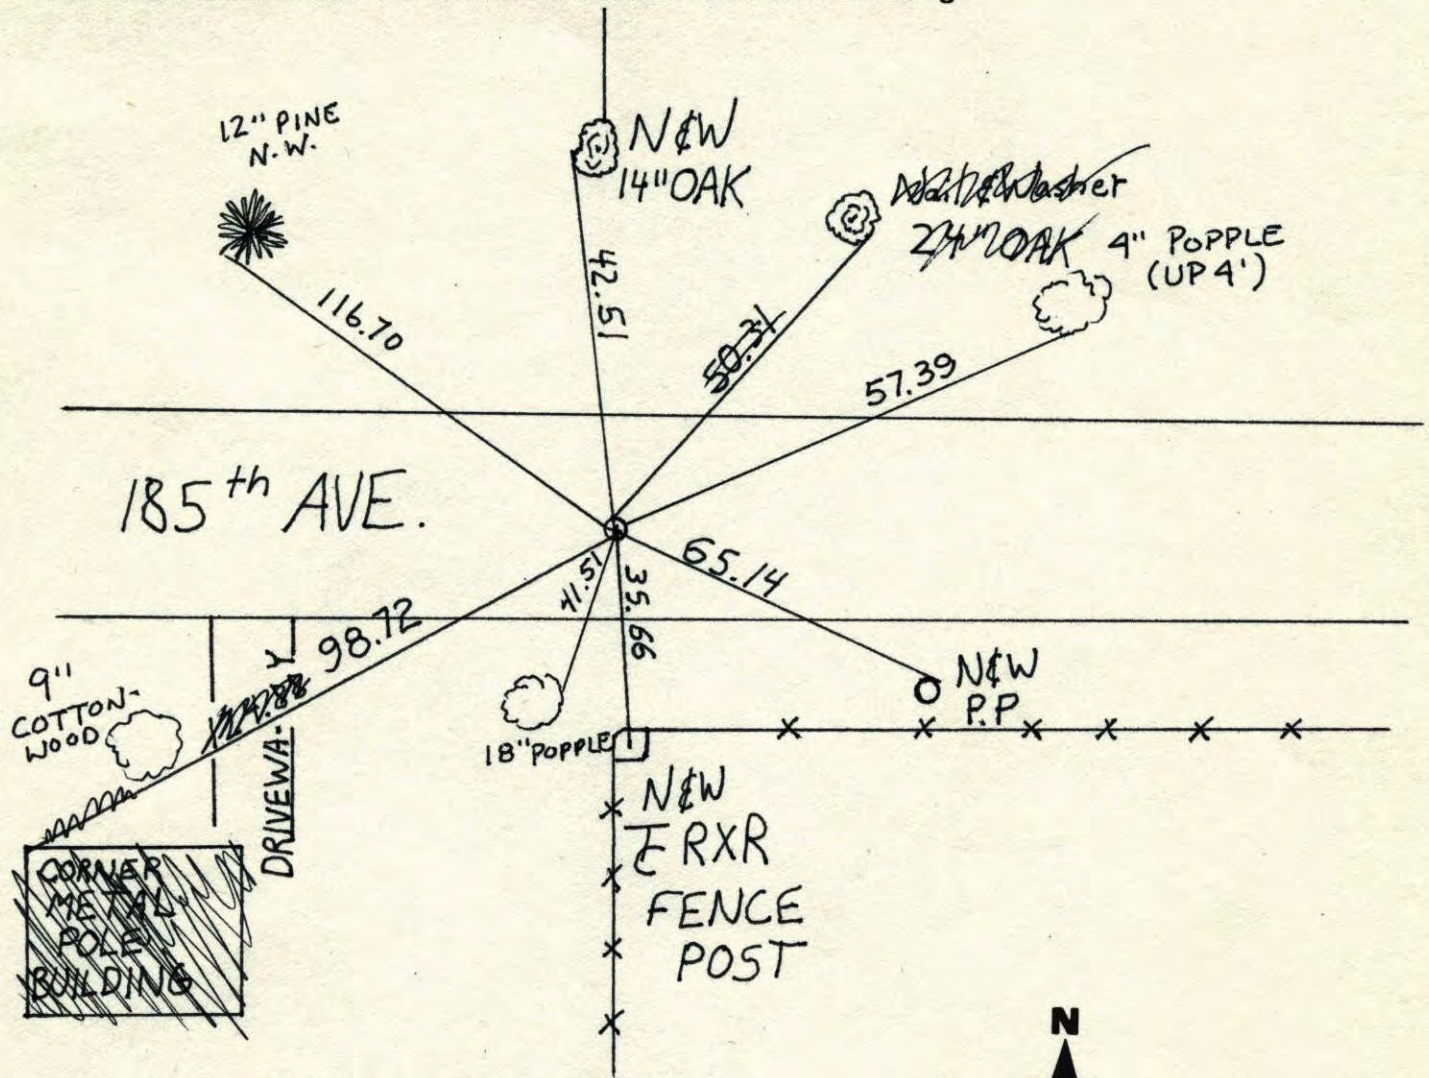 12" PINE
N.W.
N&W
14" OAK
24" OAK
4" POPPLE
(UP 4')
116.70
42.51
50.31
57.39
185th AVE.
41.51
35.66
65.14
98.72
9"
COTTON-
WOOD
DRIVEWA-Y
18" POPPLE
N&W
P.P
N&W
RXR
FENCE
POST
CORNER
METAL
POLE
BUILDING
N